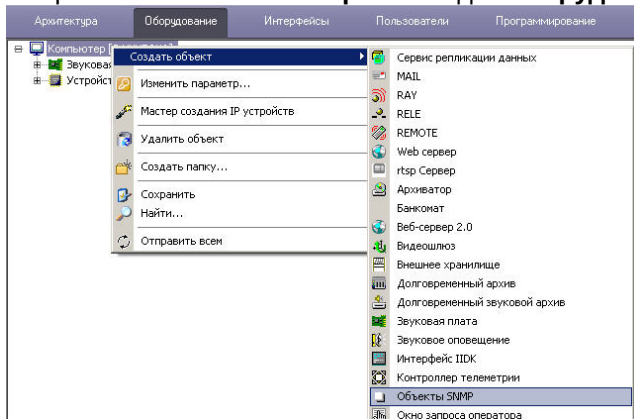 Архитектура Оборудование Интерфейсы Пользователи Программирование
Компьютер
Создать объект
Изменить параметр...
Мастер создания IP устройств
Удалить объект
Создать папку...
Сохранить
Найти...
Отправить всем
Сервис репликации данных
MAIL
RAY
RELE
REMOTE
Web сервер
rtsp Сервер
Архиватор
Банкомат
Веб-сервер 2.0
Видеошлюз
Внешнее хранилище
Долговременный архив
Долговременный звуковой архив
Звуковая плата
Звуковое оповещение
Интерфейс IIDK
Контроллер телеметрии
Объекты SNMP
Окно запроса оператора